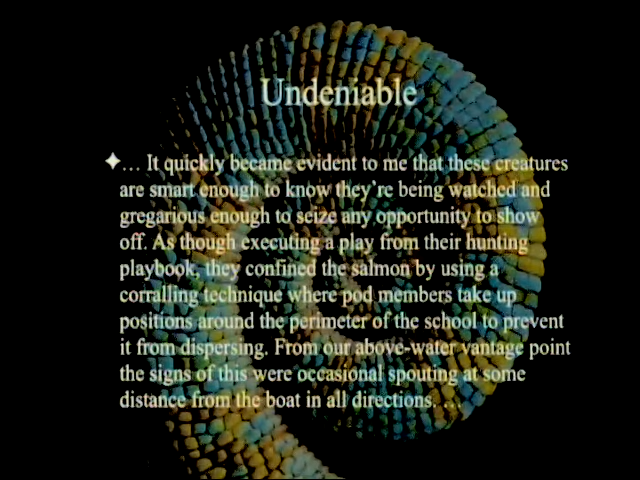 Undeniable
… It quickly became evident to me that these creatures
are smart enough to know they're being watched and
gregarious enough to seize any opportunity to show
off. As though executing a play from their hunting
playbook, they confined the salmon by using a
corralling technique where pod members take up
positions around the perimeter of the school to prevent
it from dispersing. From our above-water vantage point
the signs of this were occasional spouting at some
distance from the boat in all directions. …